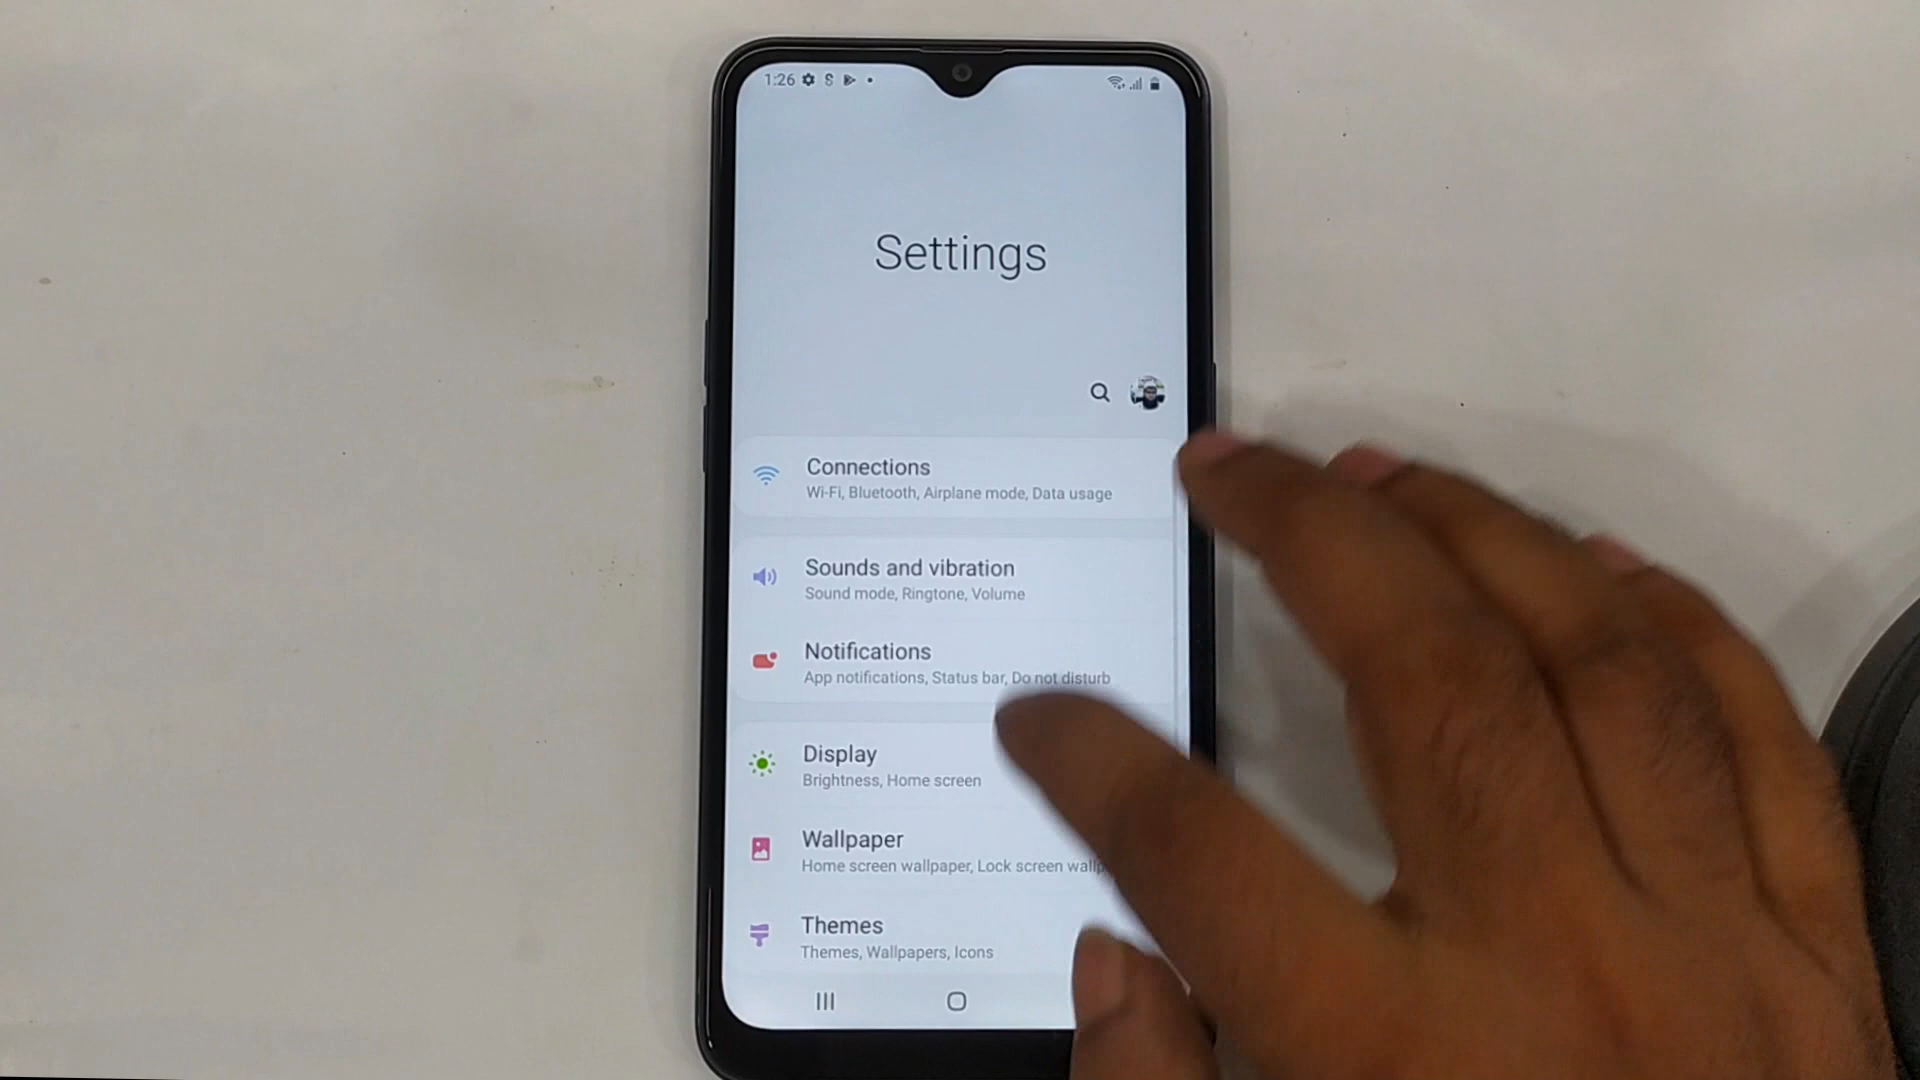 1:26
Settings
Connections
Wi-Fi, Bluetooth, Airplane mode, Data usage
Sounds and vibration
Sound mode, Ringtone, Volume
Notifications
App notifications, Status bar, Do not disturb
Display
Brightness, Home screen
Wallpaper
Home screen wallpaper, Lock screen wallp
Themes
Themes, Wallpapers, Icons